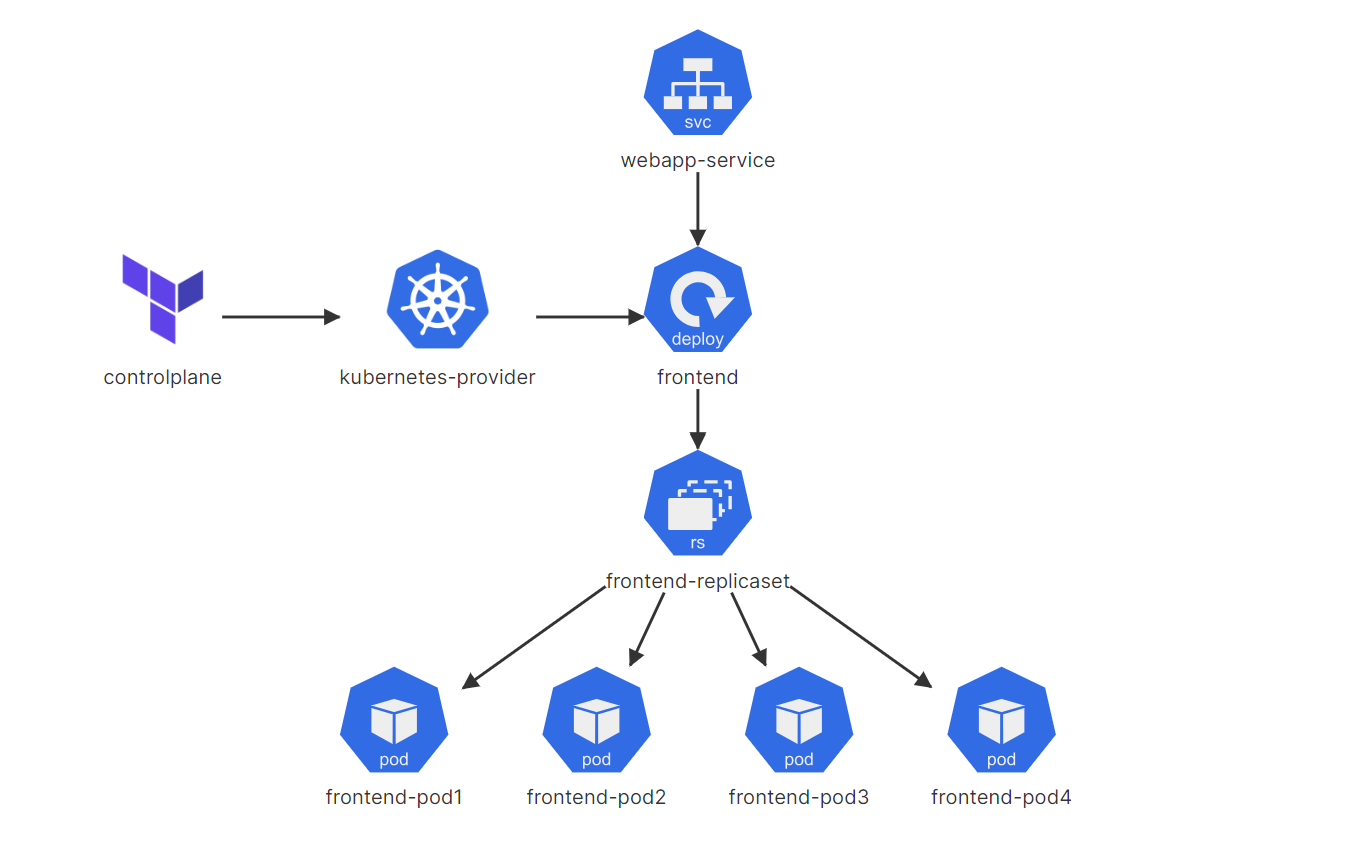 svc
webapp-service
controlplane
kubernetes-provider
deploy
frontend
rs
frontend-replicaset
pod
frontend-pod1
pod
frontend-pod2
pod
frontend-pod3
pod
frontend-pod4